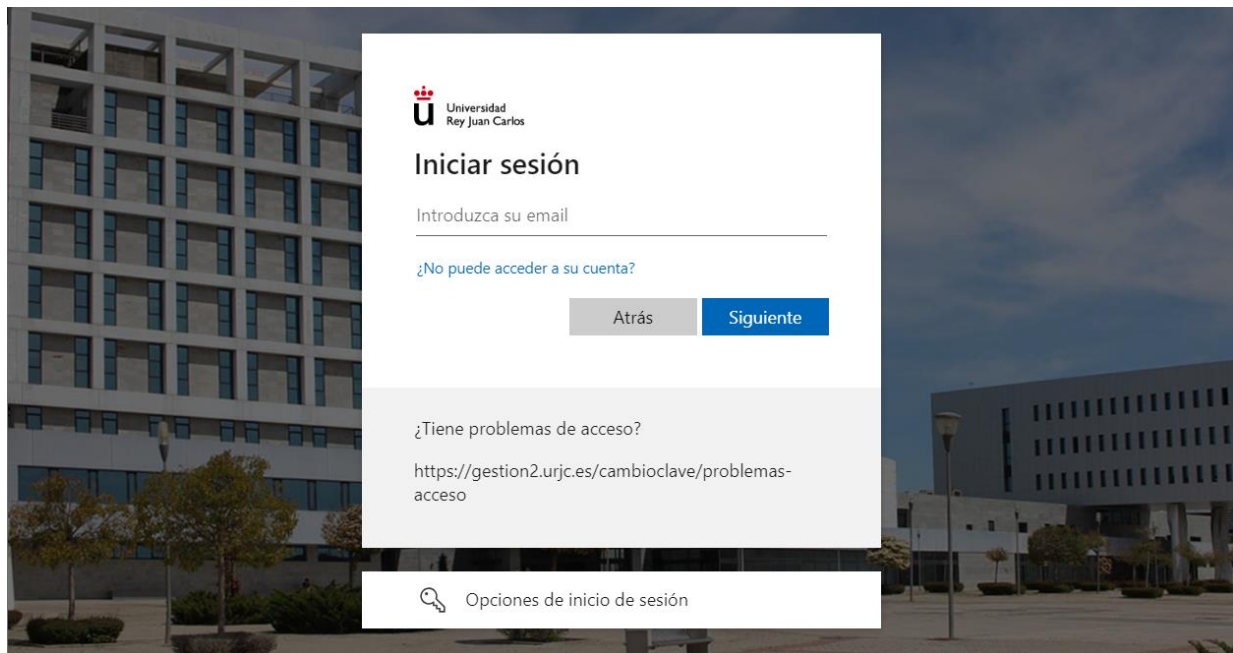 Universidad
Rey Juan Carlos
Iniciar sesión
Introduzca su email
¿No puede acceder a su cuenta?
Atrás
Siguiente
¿Tiene problemas de acceso?
https://gestion2.urjc.es/cambioclave/problemas-
acceso
Opciones de inicio de sesión